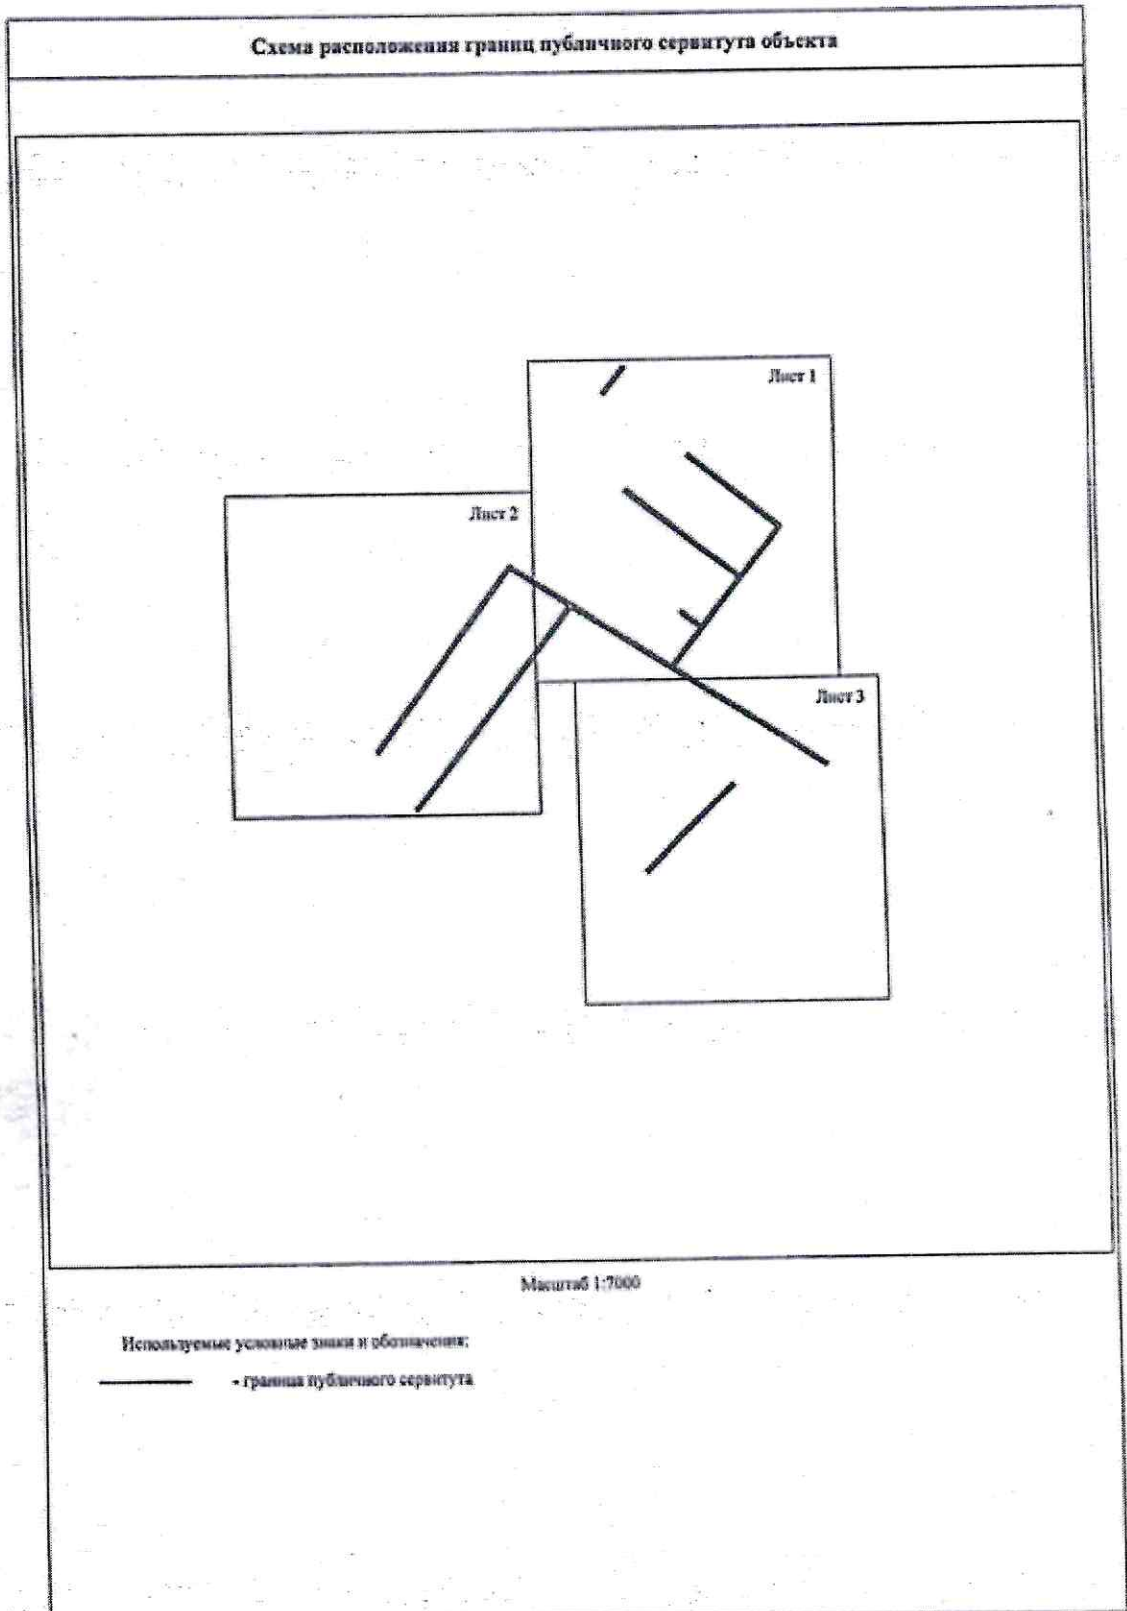 Схема расположения границ публичного сервитута объекта
Лист 1
Лист 2
Лист 3
Масштаб 1:7000
Используемые условные знаки и обозначения:
- граница публичного сервитута